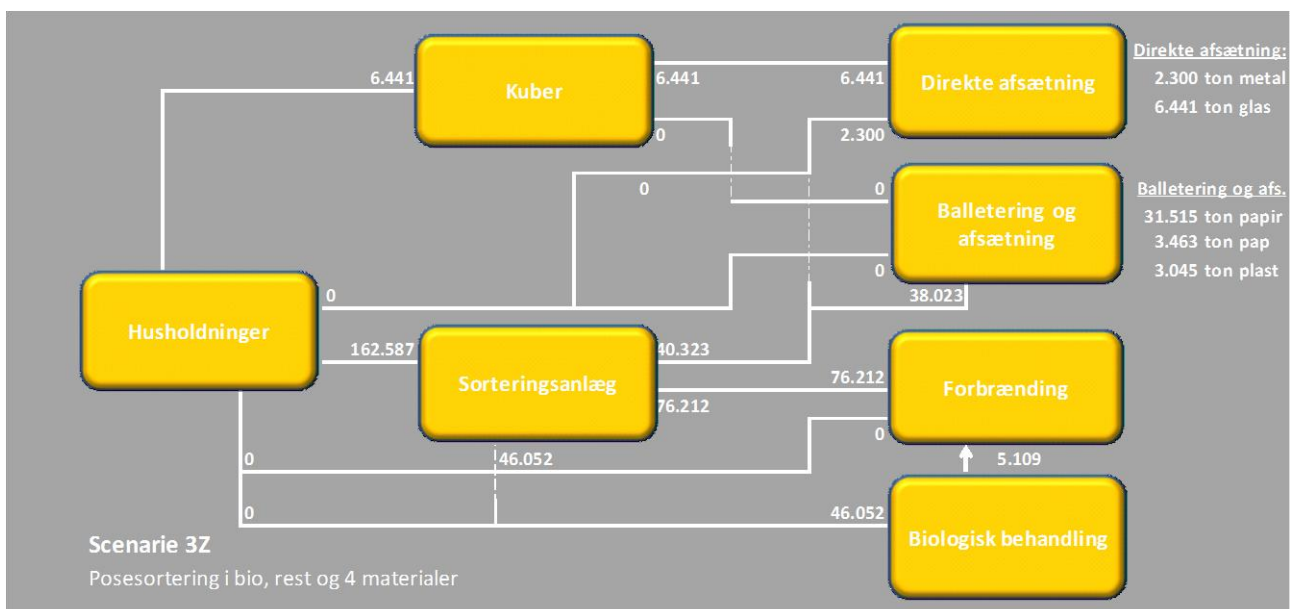 Direkte afsætning:
6.441
Kuber
6.441
6.441
Direkte afsætning
2.300 ton metal
6.441 ton glas
0
2.300
0
0
Balletering og afs.
Balletering og
afsætning
31.515 ton papir
3.463 ton pap
3.045 ton plast
0
0
38.023
Husholdninger
162.587
Sorteringsanlæg
40.323
76.212
76.212
Forbrænding
0
0
46.052
5.109
0
46.052
Biologisk behandling
Scenarie 3Z
Posesortering i bio, rest og 4 materialer